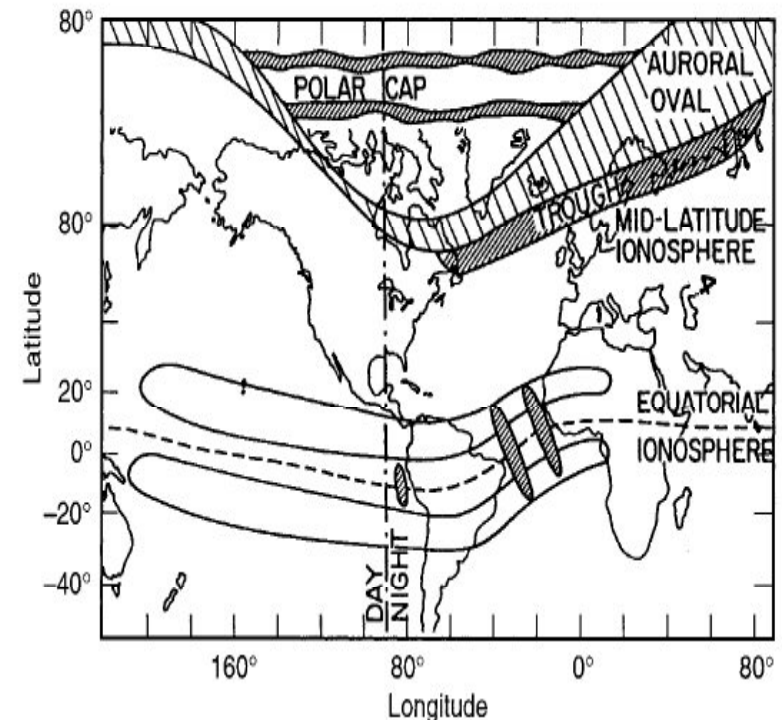 80°
POLAR CAP
AURORAL
OVAL
TROUGH
80°
MID-LATITUDE
IONOSPHERE
Latitude
20°
EQUATORIAL
0°
IONOSPHERE
–20°
–40°
DAY
NIGHT
160°
80°
0°
80°
Longitude